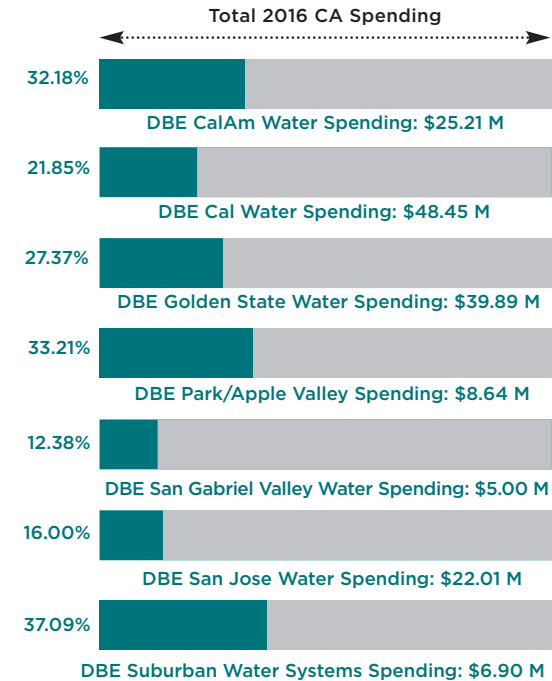 Total 2016 CA Spending
32.18%
DBE CalAm Water Spending: $25.21 M
21.85%
DBE Cal Water Spending: $48.45 M
27.37%
DBE Golden State Water Spending: $39.89 M
33.21%
DBE Park/Apple Valley Spending: $8.64 M
12.38%
DBE San Gabriel Valley Water Spending: $5.00 M
16.00%
DBE San Jose Water Spending: $22.01 M
37.09%
DBE Suburban Water Systems Spending: $6.90 M